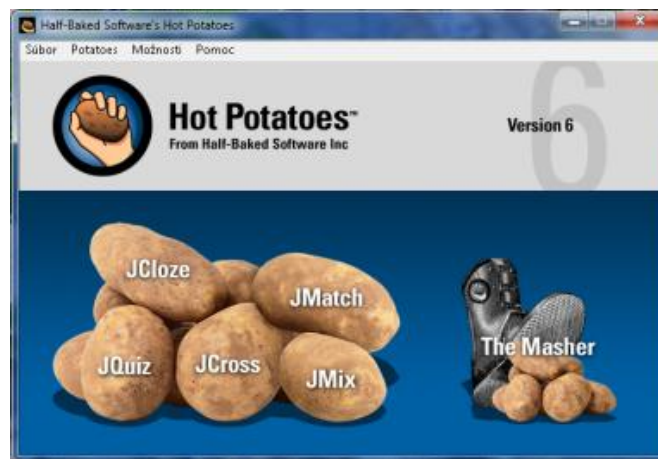 Half-Baked Software's Hot Potatoes
Súbor Potatoes Možnosti Pomoc
Hot Potatoes™
From Half-Baked Software Inc
Version 6
6
JCloze
JMatch
The Masher
JQuiz
JCross
JMix